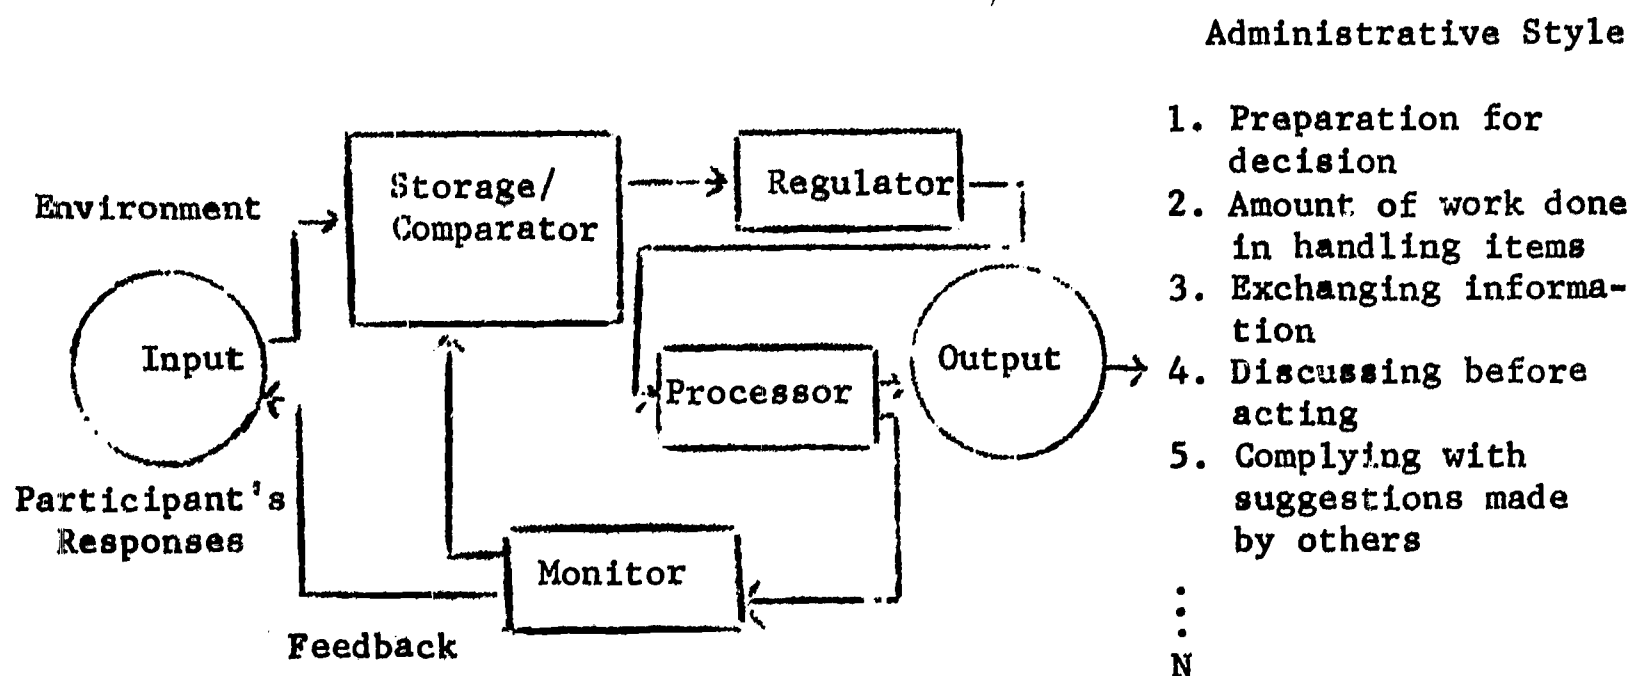 Administrative Style
1. Preparation for
decision
2. Amount of work done
in handling items
3. Exchanging informa-
tion
4. Discussing before
acting
5. Complying with
suggestions made
by others
N
Environment
Storage/
Comparator
Regulator
Input
Processor
Output
Participant's
Responses
Monitor
Feedback